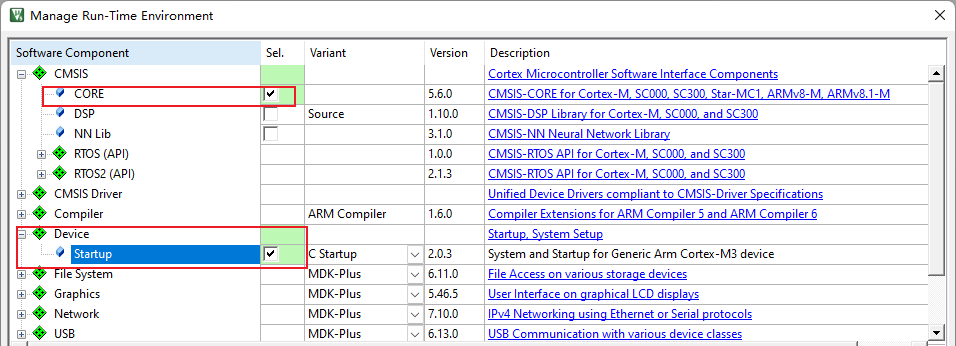 Manage Run-Time Environment
Software Component Sel. Variant Version Description
CMSIS Cortex Microcontroller Software Interface Components
CORE 5.6.0 CMSIS-CORE for Cortex-M, SC000, SC300, Star-MC1, ARMv8-M, ARMv8.1-M
DSP Source 1.10.0 CMSIS-DSP Library for Cortex-M, SC000, and SC300
NN Lib 3.1.0 CMSIS-NN Neural Network Library
RTOS (API) 1.0.0 CMSIS-RTOS API for Cortex-M, SC000, and SC300
RTOS2 (API) 2.1.3 CMSIS-RTOS API for Cortex-M, SC000, and SC300
CMSIS Driver Unified Device Drivers compliant to CMSIS-Driver Specifications
Compiler ARM Compiler 1.6.0 Compiler Extensions for ARM Compiler 5 and ARM Compiler 6
Device Startup, System Setup
Startup C Startup 2.0.3 System and Startup for Generic Arm Cortex-M3 device
File System MDK-Plus 6.11.0 File Access on various storage devices
Graphics MDK-Plus 5.46.5 User Interface on graphical LCD displays
Network MDK-Plus 7.10.0 IPv4 Networking using Ethernet or Serial protocols
USB MDK-Plus 6.13.0 USB Communication with various device classes